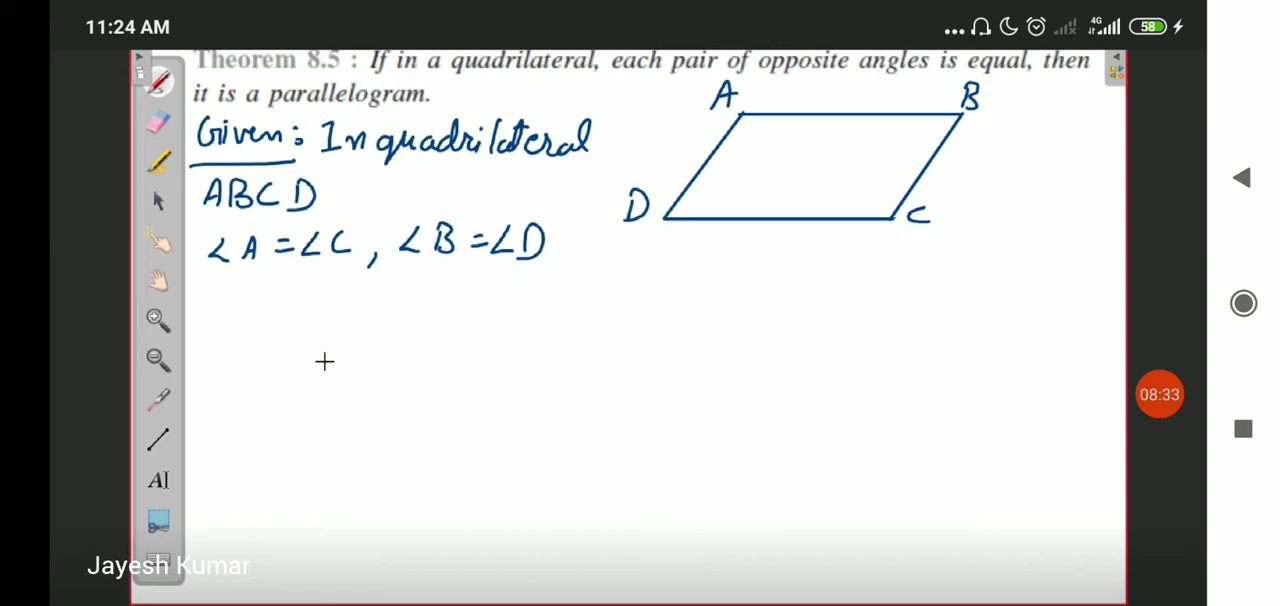 11:24 AM
4G
58
Theorem 8.5 : If in a quadrilateral, each pair of opposite angles is equal, then
it is a parallelogram.
A
B
Given: In quadrilateral
ABCD
D
C
∠A = ∠C, ∠B = ∠D
08:33
A
Jayesh Kumar